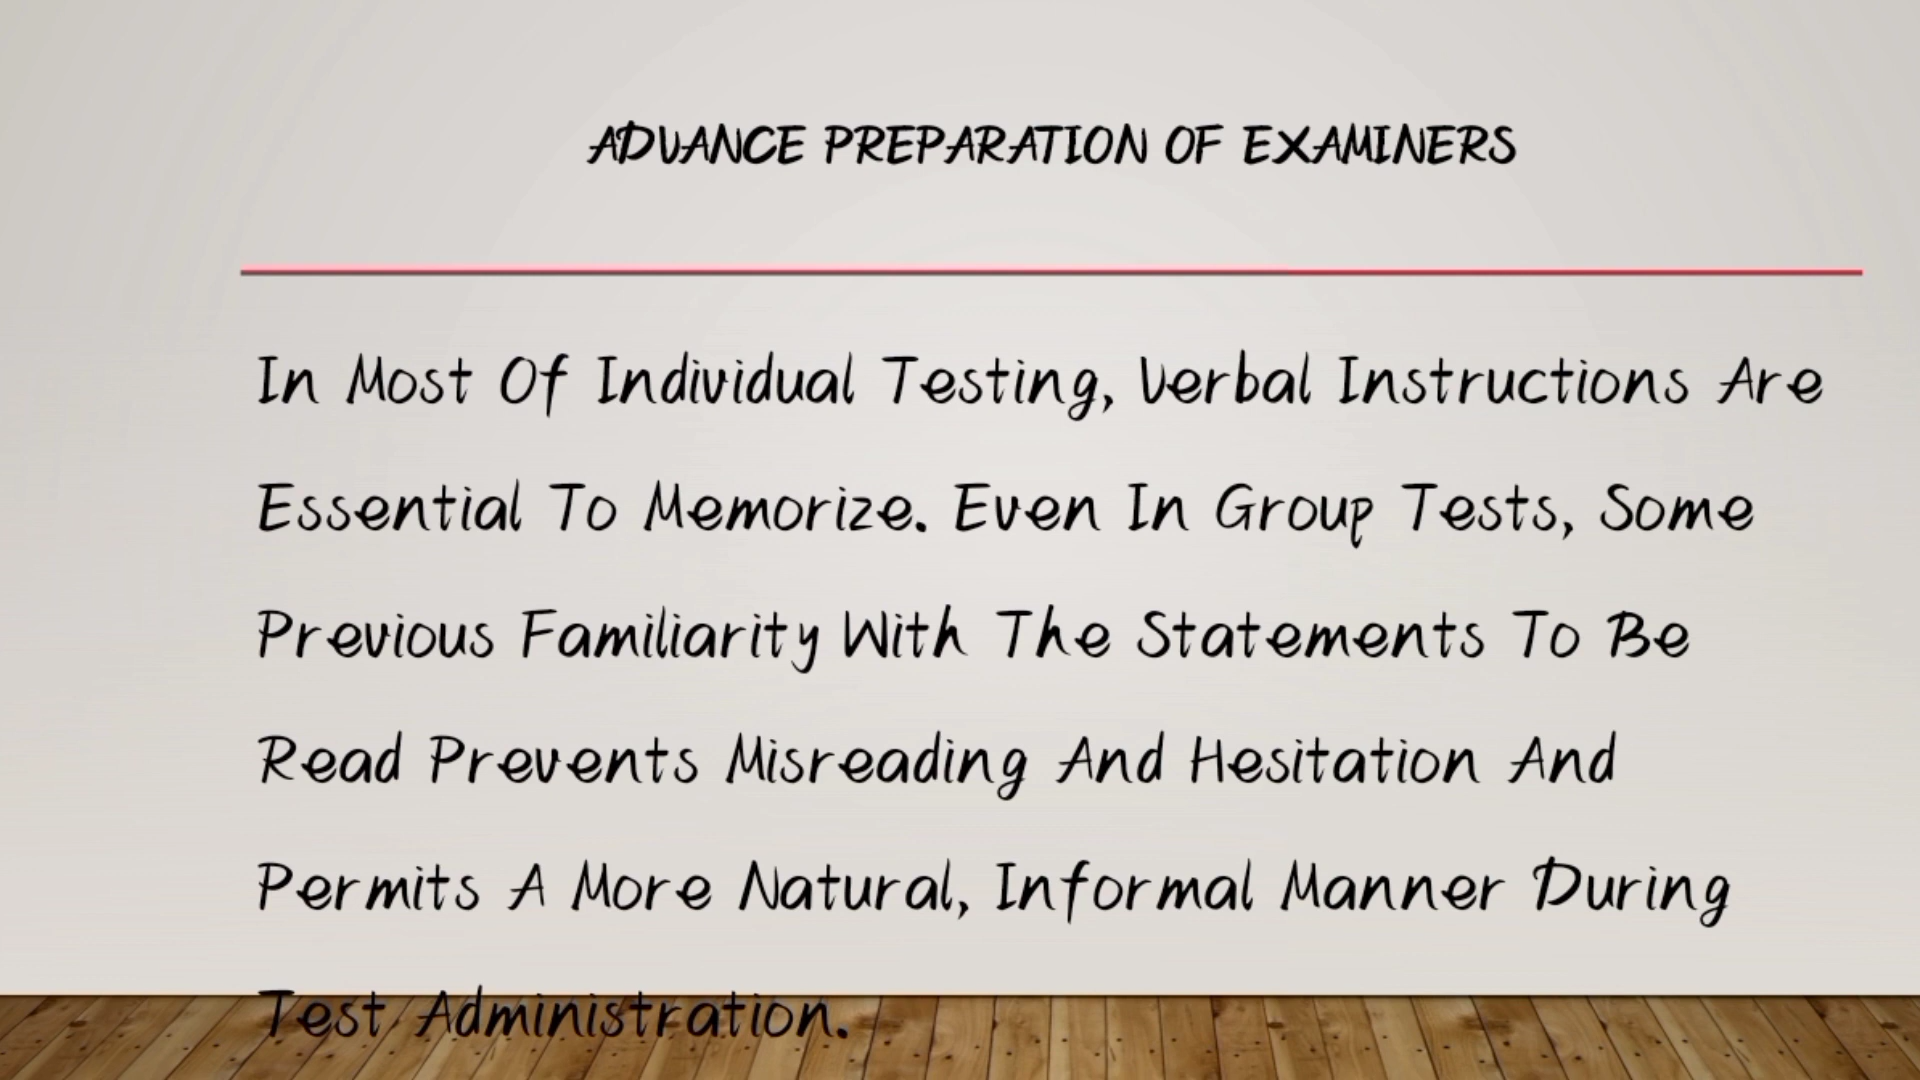 ADVANCE PREPARATION OF EXAMINERS
In Most Of Individual Testing, Verbal Instructions Are
Essential To Memorize. Even In Group Tests, Some
Previous Familiarity With The Statements To Be
Read Prevents Misreading And Hesitation And
Permits A More Natural, Informal Manner During
Test Administration.